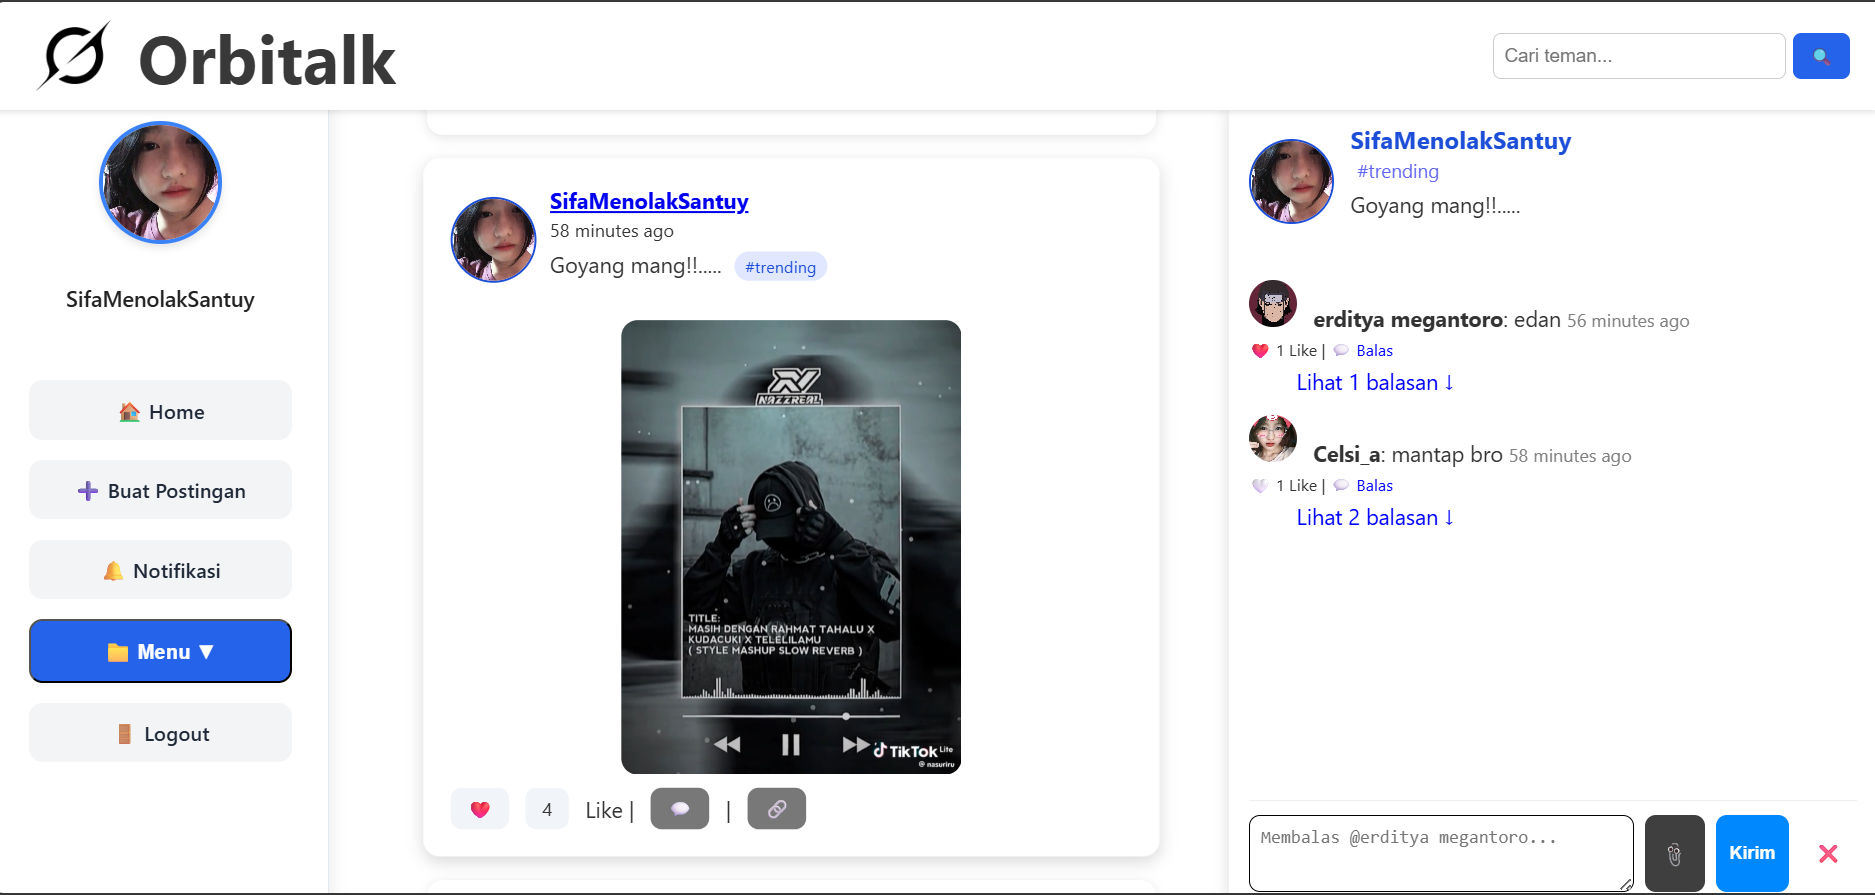 Orbitalk
Cari teman...
SifaMenolakSantuy
Home
Buat Postingan
Notifikasi
Menu ▼
Logout
SifaMenolakSantuy
58 minutes ago
Goyang mang!!..... #trending
NAZZREAL
TITLE:
MASIH DENGAN RAHMAT TAHALU X
KUDACUKI X TELELILAMU
( STYLE MASHUP SLOW REVERB )
TikTok Lite
@ nasuriru
4 Like | |
SifaMenolakSantuy
#trending
Goyang mang!!.....
erditya megantoro: edan 56 minutes ago
1 Like | Balas
Lihat 1 balasan ↓
Celsi_a: mantap bro 58 minutes ago
1 Like | Balas
Lihat 2 balasan ↓
Membalas @erditya megantoro...
Kirim